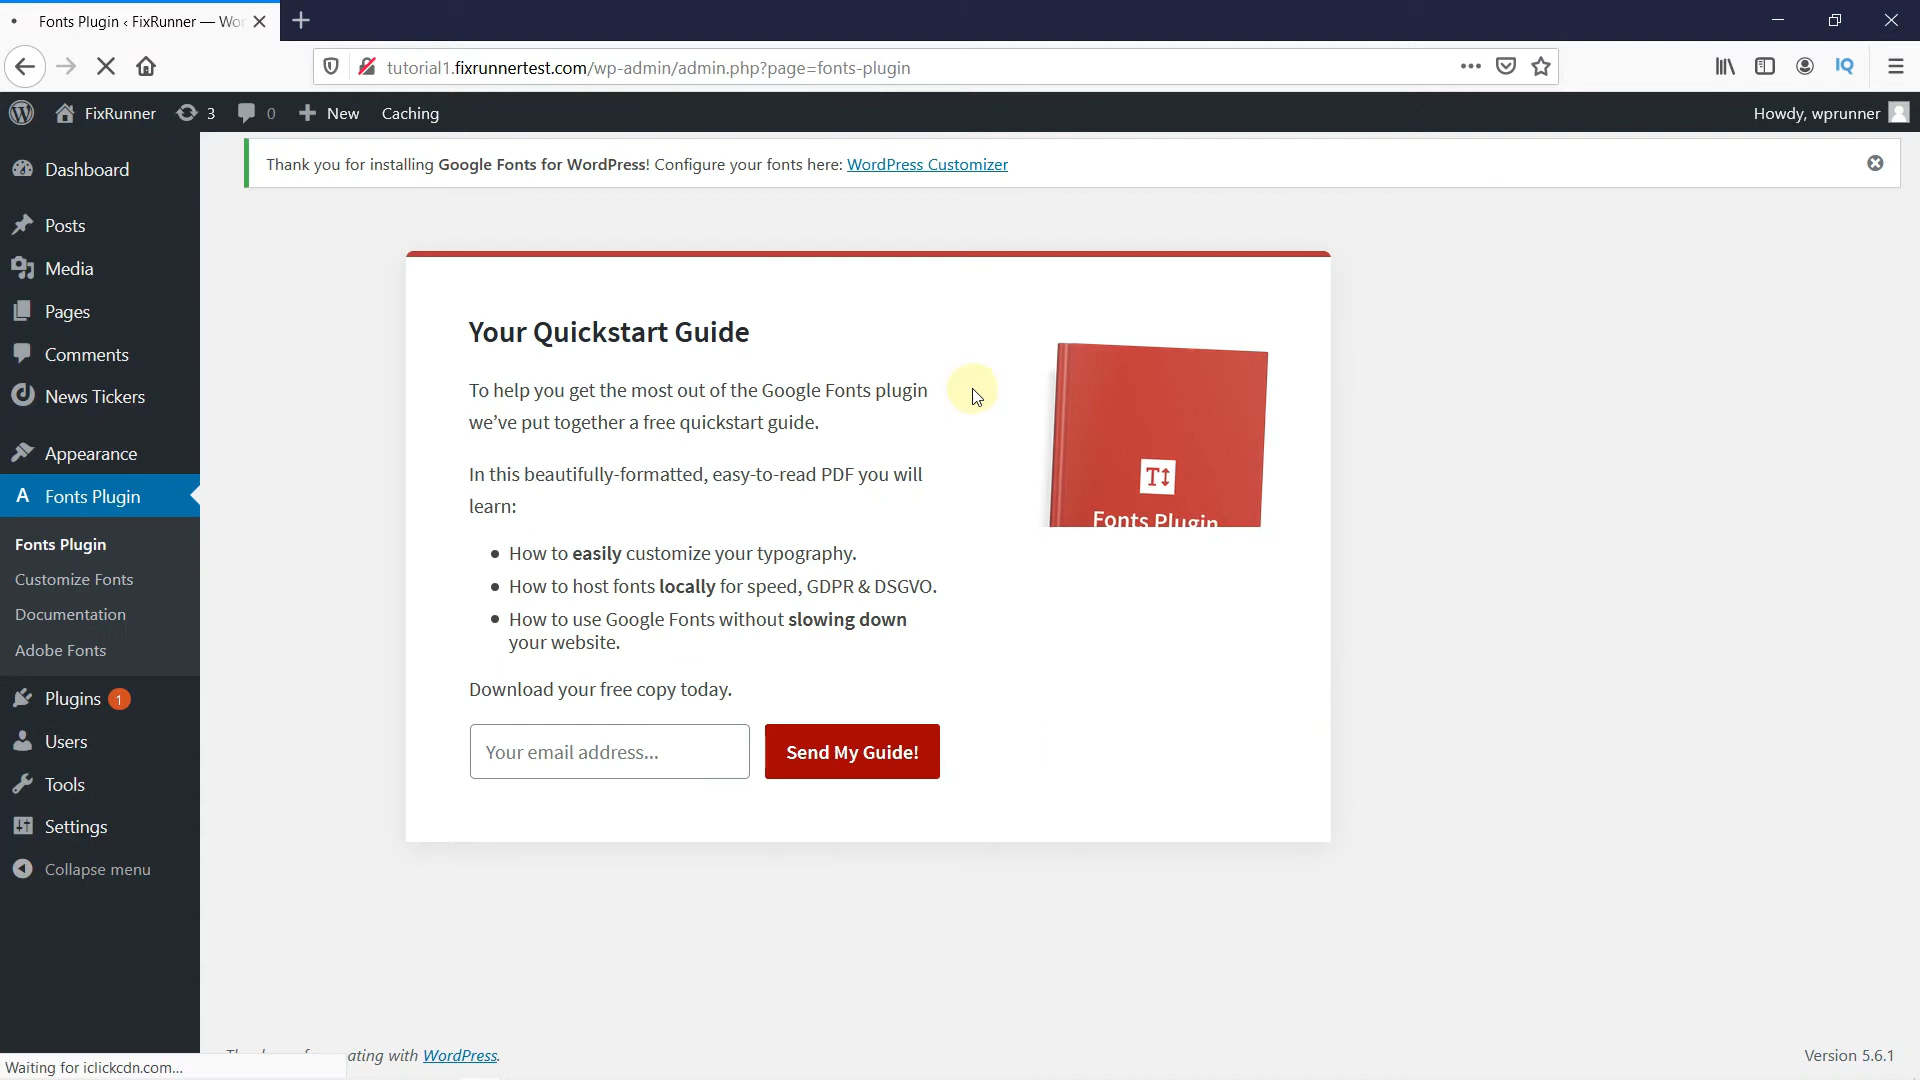 Fonts Plugin ‹ FixRunner — Wor
tutorial1.fixrunnertest.com/wp-admin/admin.php?page=fonts-plugin
IQ
FixRunner
3
0
New
Caching
Howdy, wprunner
Thank you for installing Google Fonts for WordPress! Configure your fonts here: WordPress Customizer
Dashboard
Posts
Media
Pages
Comments
News Tickers
Appearance
Fonts Plugin
Fonts Plugin
Customize Fonts
Documentation
Adobe Fonts
Plugins 1
Users
Tools
Settings
Collapse menu
Your Quickstart Guide
To help you get the most out of the Google Fonts plugin
we've put together a free quickstart guide.
In this beautifully-formatted, easy-to-read PDF you will
learn:
How to easily customize your typography.
How to host fonts locally for speed, GDPR & DSGVO.
How to use Google Fonts without slowing down
your website.
Download your free copy today.
Your email address...
Send My Guide!
Fonts Plugin
ating with WordPress.
Version 5.6.1
Waiting for iclickcdn.com...